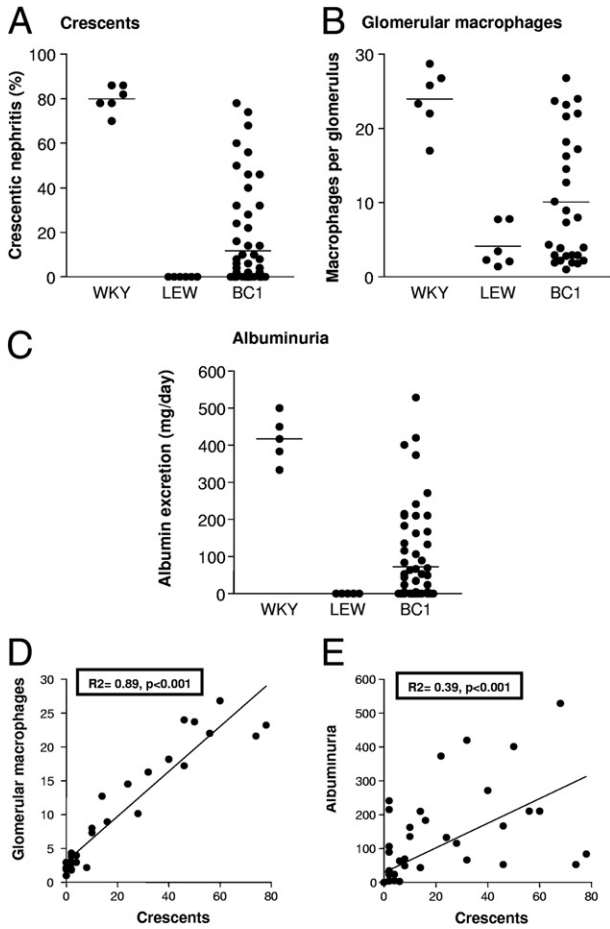 A
Crescents
Crescentic nephritis (%)
100
80
60
40
20
0
WKY LEW BC1
B
Glomerular macrophages
Macrophages per glomerulus
30
20
10
0
WKY LEW BC1
C
Albuminuria
Albumin excretion (mg/day)
600
500
400
300
200
100
0
WKY LEW BC1
D
R2= 0.89, p<0.001
Glomerular macrophages
30
25
20
15
10
5
0
0 20 40 60 80
Crescents
E
R2= 0.39, p<0.001
Albuminuria
600
500
400
300
200
100
0
0 20 40 60 80
Crescents